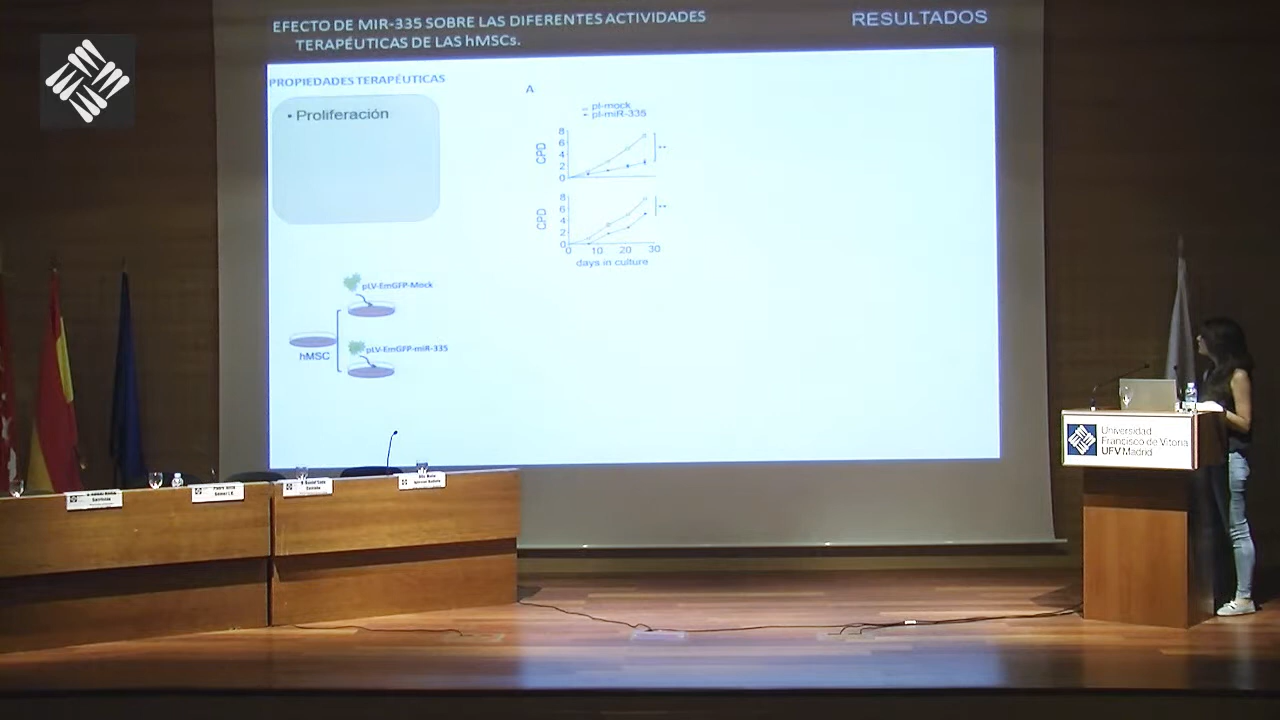 EFECTO DE MIR-335 SOBRE LAS DIFERENTES ACTIVIDADES
TERAPÉUTICAS DE LAS hMSCs.
RESULTADOS
PROPIEDADES TERAPÉUTICAS
• Proliferación
A
pl-mock
pl-miR-335
CPD
8
6
4
2
0
**
CPD
8
6
4
2
0
**
0 10 20 30
days in culture
pLV-EmGFP-Mock
hMSC
pLV-EmGFP-miR-335
Universidad
Francisco de Vitoria
UFV Madrid